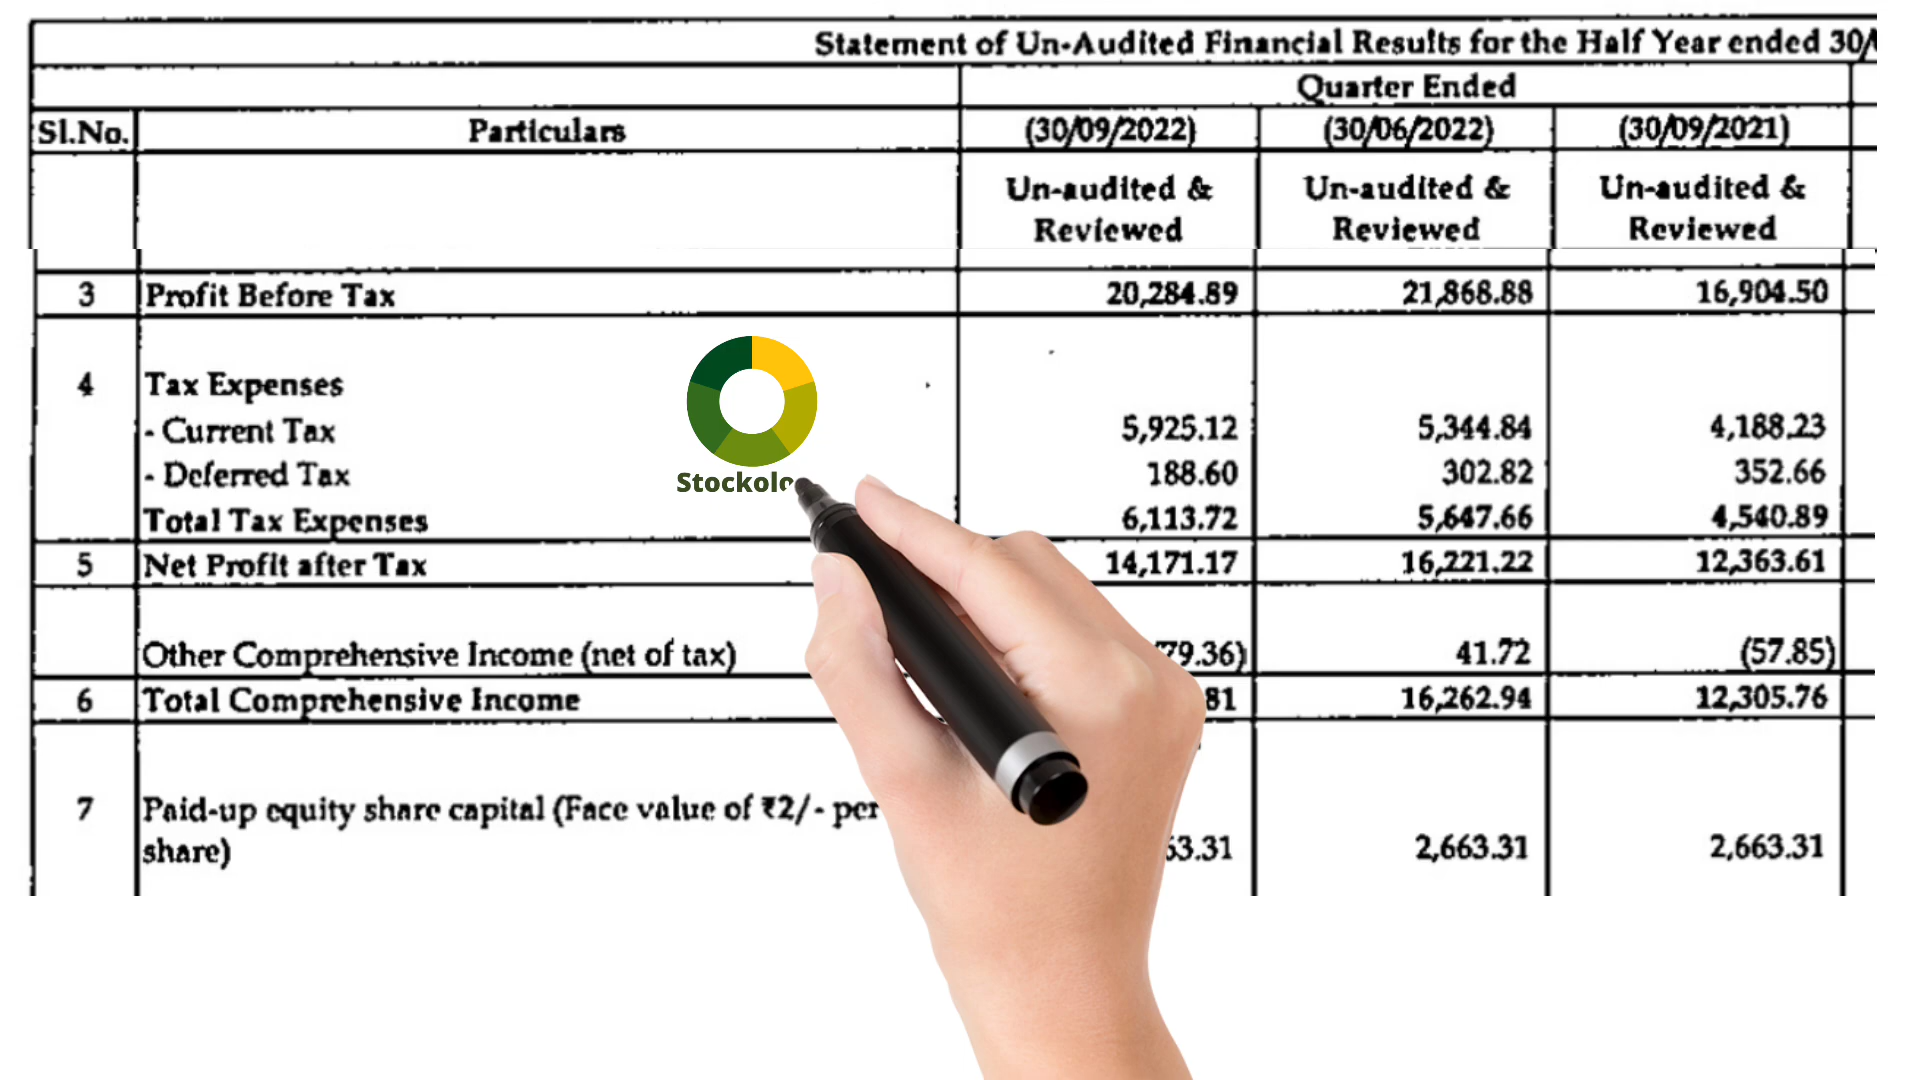 Statement of Un-Audited Financial Results for the Half Year ended 30/
Quarter Ended
Sl.No. Particulars (30/09/2022) (30/06/2022) (30/09/2021)
Un-audited & Un-audited & Un-audited &
Reviewed Reviewed Reviewed
3 Profit Before Tax 20,284.89 21,868.88 16,904.50
4 Tax Expenses
- Current Tax 5,925.12 5,344.84 4,188.23
- Deferred Tax 188.60 302.82 352.66
Stockolo
Total Tax Expenses 6,113.72 5,647.66 4,540.89
5 Net Profit after Tax 14,171.17 16,221.22 12,363.61
Other Comprehensive Income (net of tax) 79.36) 41.72 (57.85)
6 Total Comprehensive Income 81 16,262.94 12,305.76
7 Paid-up equity share capital (Face value of ₹2/- per
share) 63.31 2,663.31 2,663.31